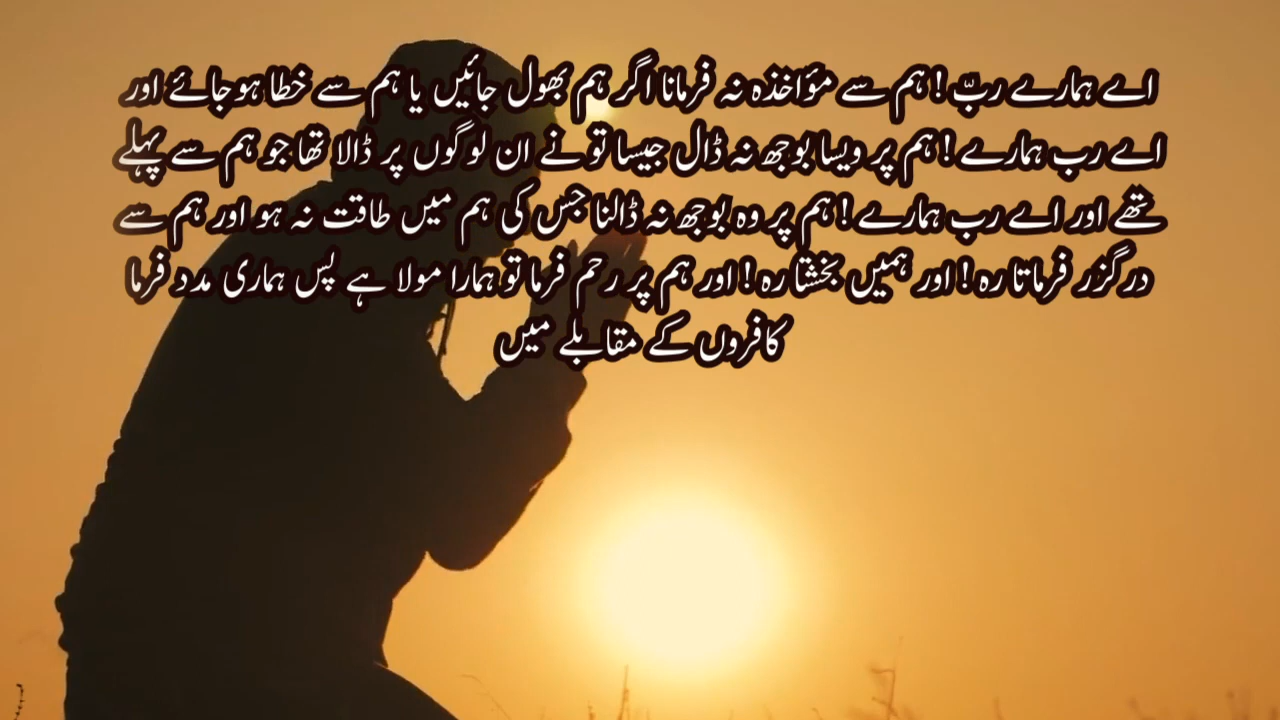 اے ہمارے ربّ ! ہم سے مؤاخذہ نہ فرمانا اگر ہم بھول جائیں یا ہم سے خطا ہوجائے اور
اے رب ہمارے ! ہم پر ویسا بوجھ نہ ڈال جیسا تو نے ان لوگوں پر ڈالا تھا جو ہم سے پہلے
تھے اور اے رب ہمارے ! ہم پر وہ بوجھ نہ ڈالنا جس کی ہم میں طاقت نہ ہو اور ہم سے
درگزر فرماتا رہ ! اور ہمیں بخشتا رہ ! اور ہم پر رحم فرما تو ہمارا مولا ہے پس ہماری مدد فرما
کافروں کے مقابلے میں